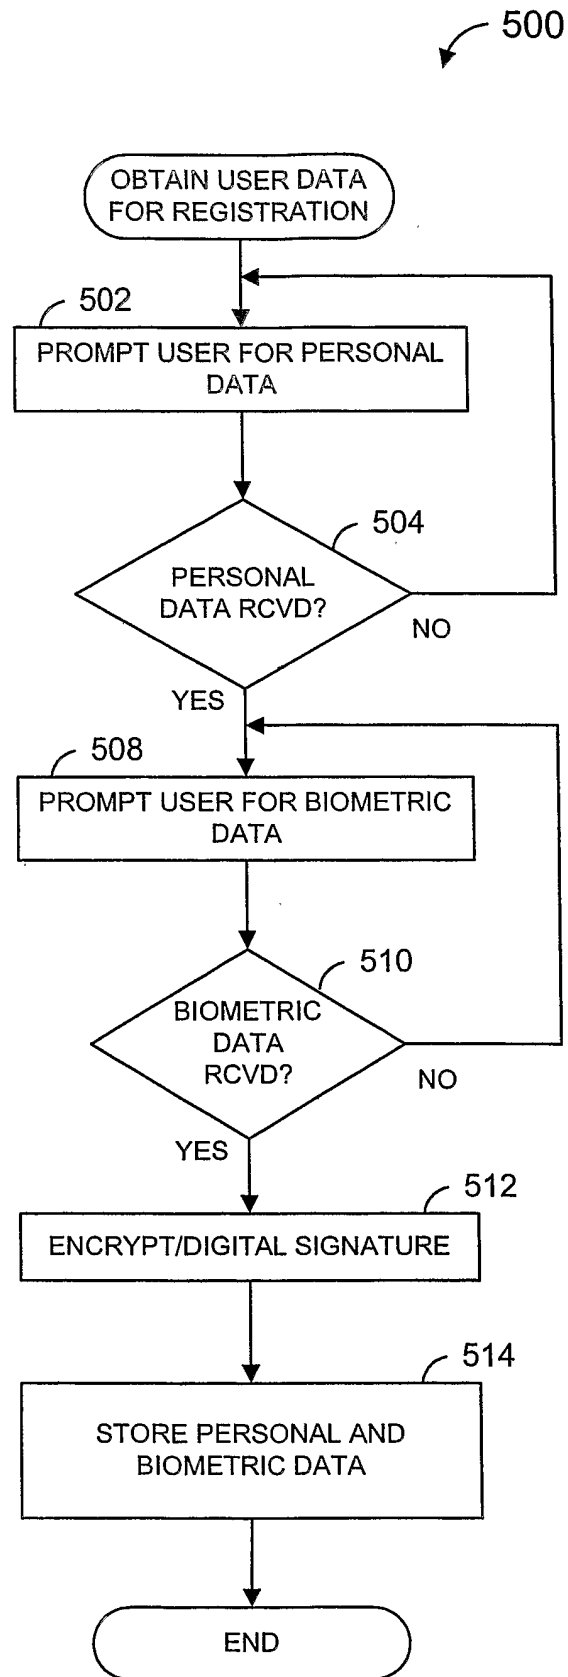 500
OBTAIN USER DATA
FOR REGISTRATION
502
PROMPT USER FOR PERSONAL
DATA
504
PERSONAL
DATA RCVD?
NO
YES
508
PROMPT USER FOR BIOMETRIC
DATA
510
BIOMETRIC
DATA
RCVD?
NO
YES
512
ENCRYPT/DIGITAL SIGNATURE
514
STORE PERSONAL AND
BIOMETRIC DATA
END